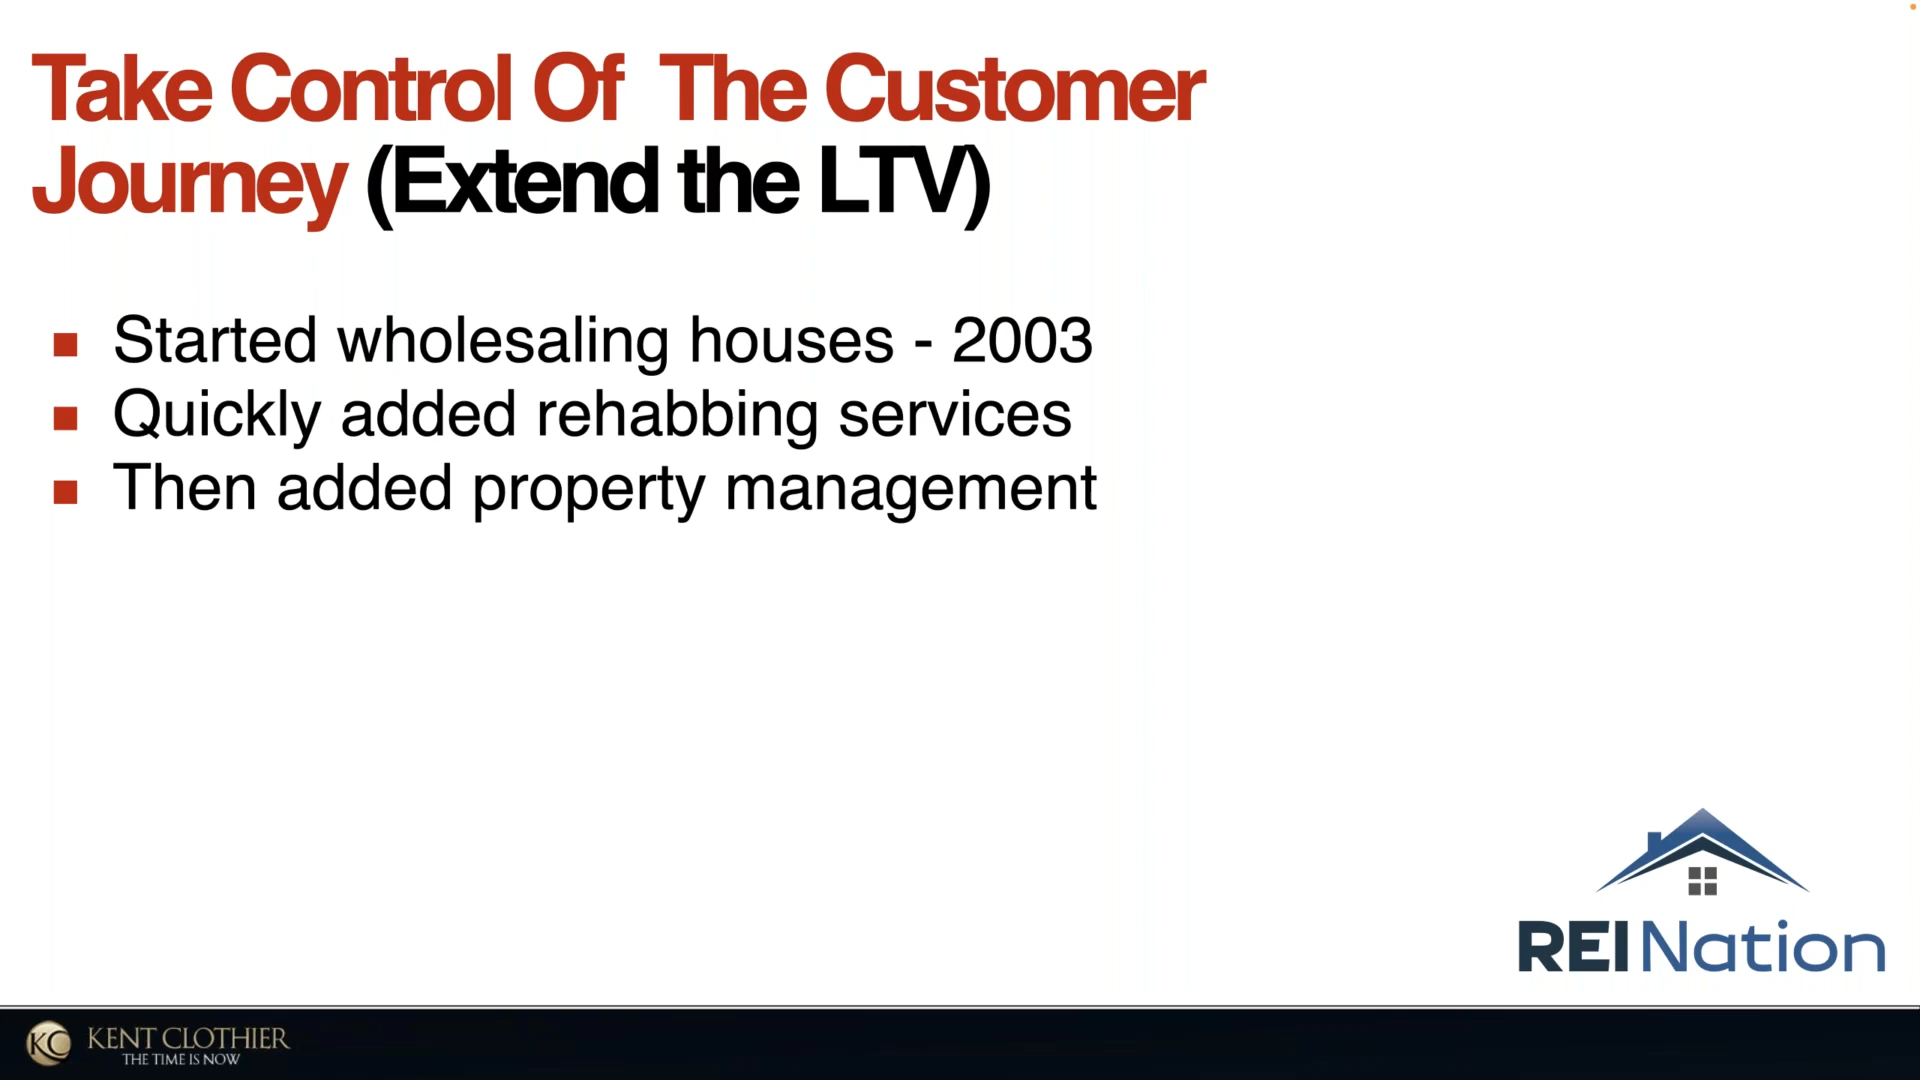 Take Control Of  The Customer
Journey (Extend the LTV)
Started wholesaling houses - 2003
Quickly added rehabbing services
Then added property management
REINation
KC KENT CLOTHIER
THE TIME IS NOW